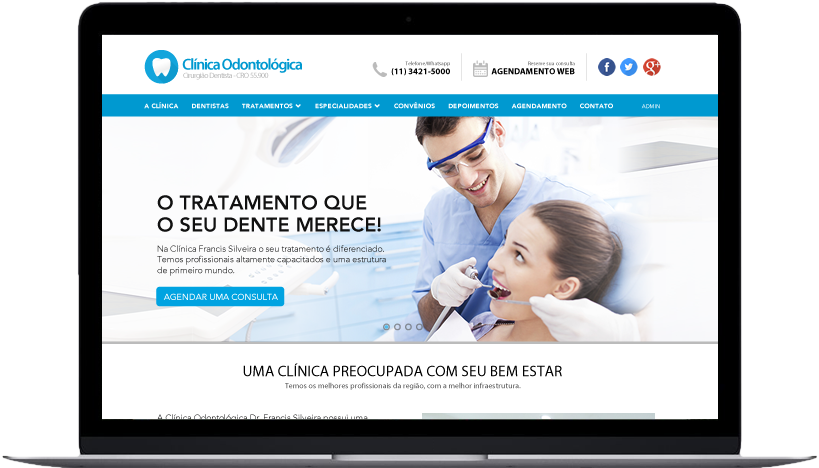 Clínica Odontológica
Cirurgião Dentista - CRO 55.900
Telefone/Whatsapp
(11) 3421-5000
Reserve sua consulta
AGENDAMENTO WEB
A CLÍNICA DENTISTAS TRATAMENTOS ESPECIALIDADES CONVÊNIOS DEPOIMENTOS AGENDAMENTO CONTATO ADMIN
O TRATAMENTO QUE
O SEU DENTE MERECE!
Na Clínica Francis Silveira o seu tratamento é diferenciado.
Temos profissionais altamente capacitados e uma estrutura
de primeiro mundo.
AGENDAR UMA CONSULTA
UMA CLÍNICA PREOCUPADA COM SEU BEM ESTAR
Temos os melhores profissionais da região, com a melhor infraestrutura.
A Clínica Odontológica Dr. Francis Silveira possui uma